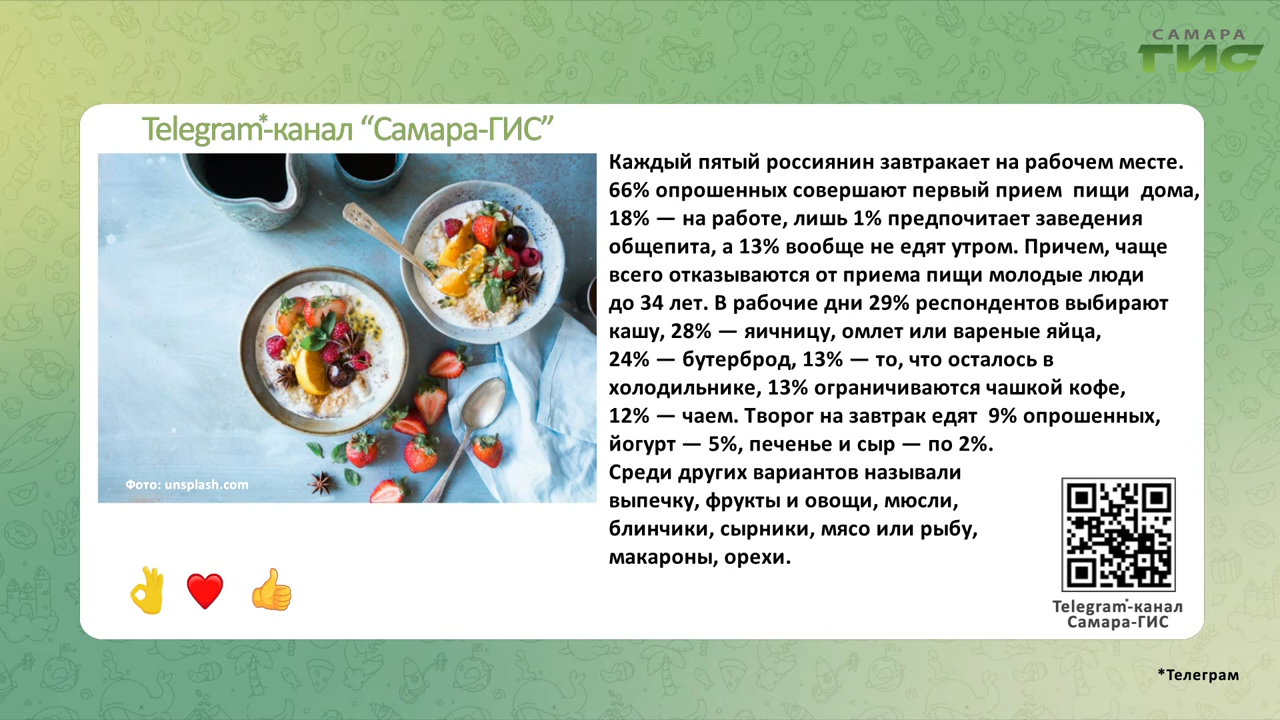 САМАРА
ГИС
Telegram*-канал “Самара-ГИС”
Каждый пятый россиянин завтракает на рабочем месте.
66% опрошенных совершают первый прием пищи дома,
18% — на работе, лишь 1% предпочитает заведения
общепита, а 13% вообще не едят утром. Причем, чаще
всего отказываются от приема пищи молодые люди
до 34 лет. В рабочие дни 29% респондентов выбирают
кашу, 28% — яичницу, омлет или вареные яйца,
24% — бутерброд, 13% — то, что осталось в
холодильнике, 13% ограничиваются чашкой кофе,
12% — чаем. Творог на завтрак едят 9% опрошенных,
йогурт — 5%, печенье и сыр — по 2%.
Среди других вариантов называли
выпечку, фрукты и овощи, мюсли,
блинчики, сырники, мясо или рыбу,
макароны, орехи.
Фото: unsplash.com
Telegram*-канал
Самара-ГИС
*Телеграм